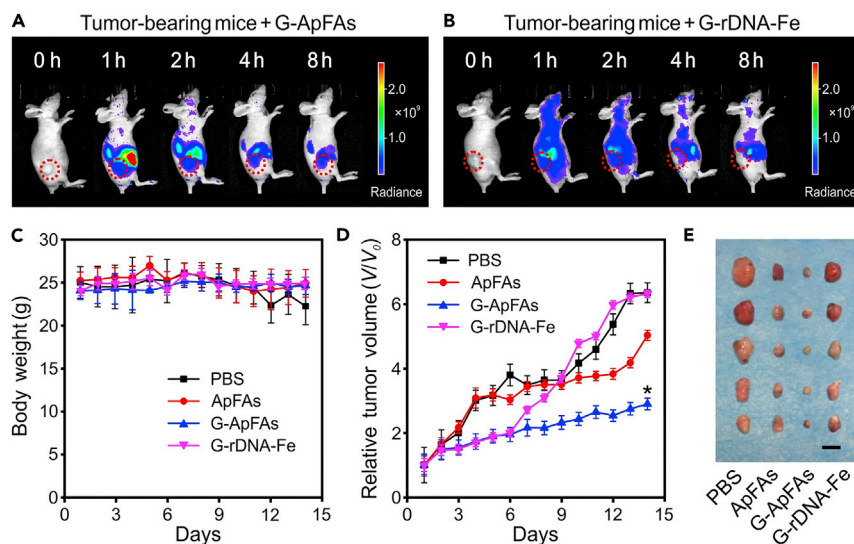 A
Tumor-bearing mice + G-ApFAs
0 h 1 h 2 h 4 h 8 h
2.0
×10⁹
1.0
Radiance
B
Tumor-bearing mice + G-rDNA-Fe
0 h 1 h 2 h 4 h 8 h
2.0
×10⁹
1.0
Radiance
C
Body weight (g)
30
25
20
15
10
5
0
PBS
ApFAs
G-ApFAs
G-rDNA-Fe
0 3 6 9 12 15
Days
D
Relative tumor volume (V/V₀)
8
6
4
2
0
PBS
ApFAs
G-ApFAs
G-rDNA-Fe
*
0 3 6 9 12 15
Days
E
PBS
ApFAs
G-ApFAs
G-rDNA-Fe